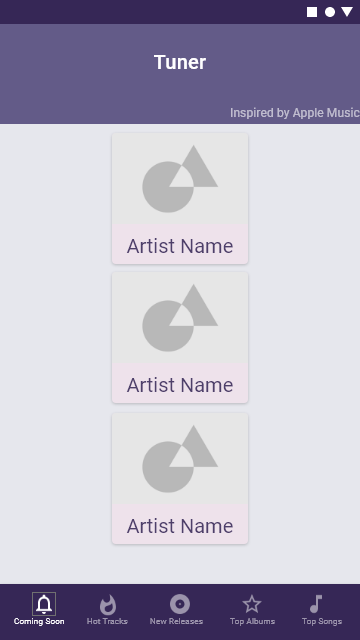 Tuner
Inspired by Apple Music
Artist Name
Artist Name
Artist Name
Coming Soon
Hot Tracks
New Releases
Top Albums
Top Songs